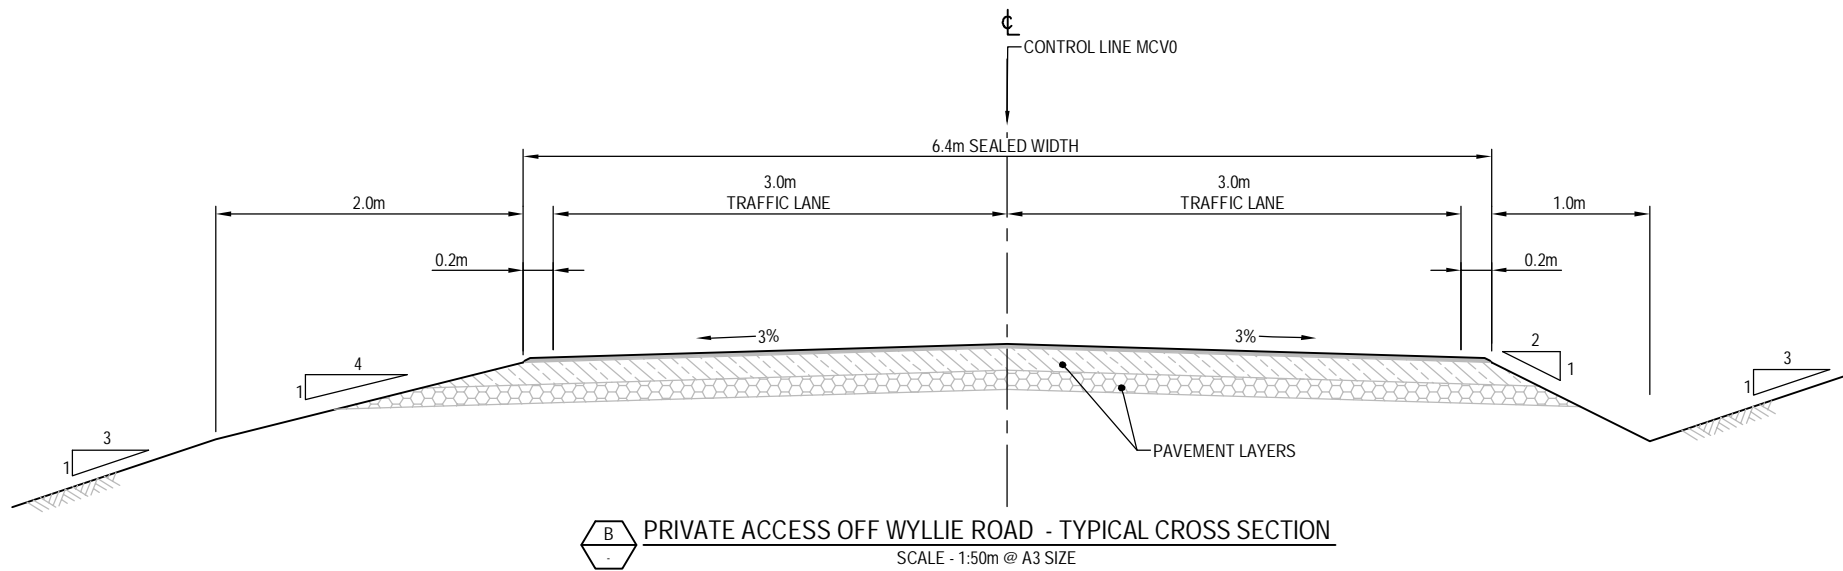 ℄
CONTROL LINE MCV0
6.4m SEALED WIDTH
2.0m
3.0m
TRAFFIC LANE
3.0m
TRAFFIC LANE
1.0m
0.2m
0.2m
3%
3%
4
1
2
1
3
1
3
1
PAVEMENT LAYERS
B
-
PRIVATE ACCESS OFF WYLLIE ROAD - TYPICAL CROSS SECTION
SCALE - 1:50m @ A3 SIZE